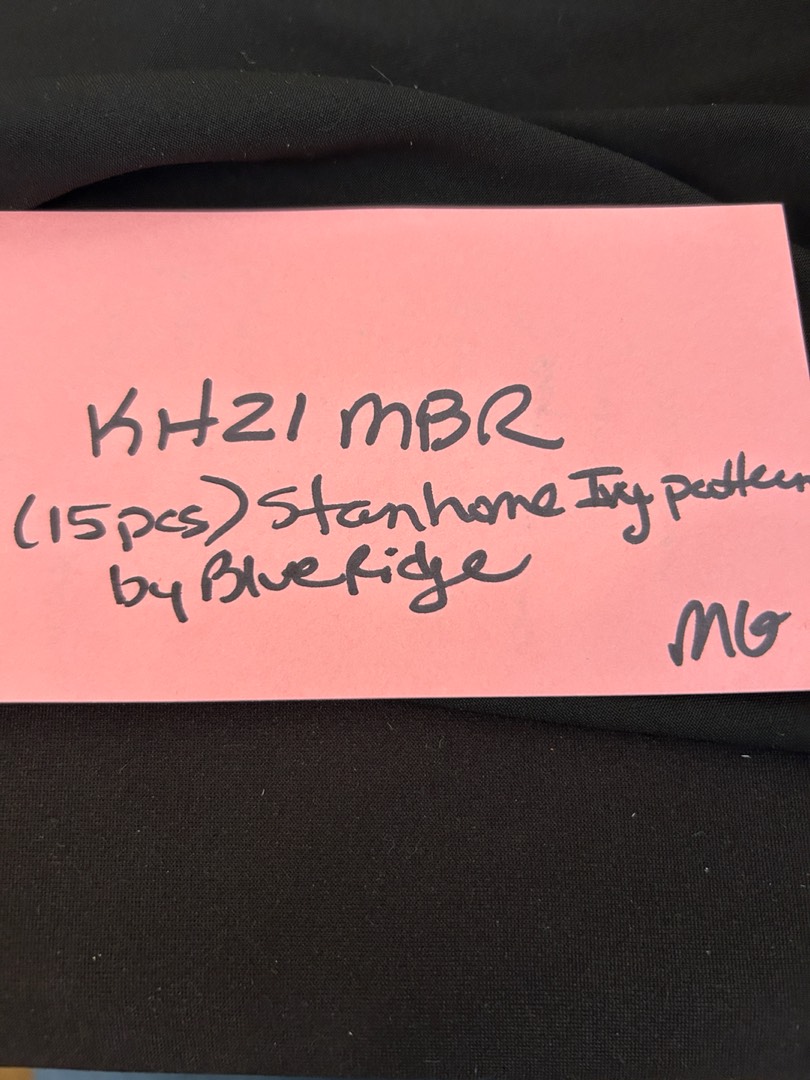 KH21 MBR
(15pcs) Stanhome Ivy pattern
by Blue Ridge
MG